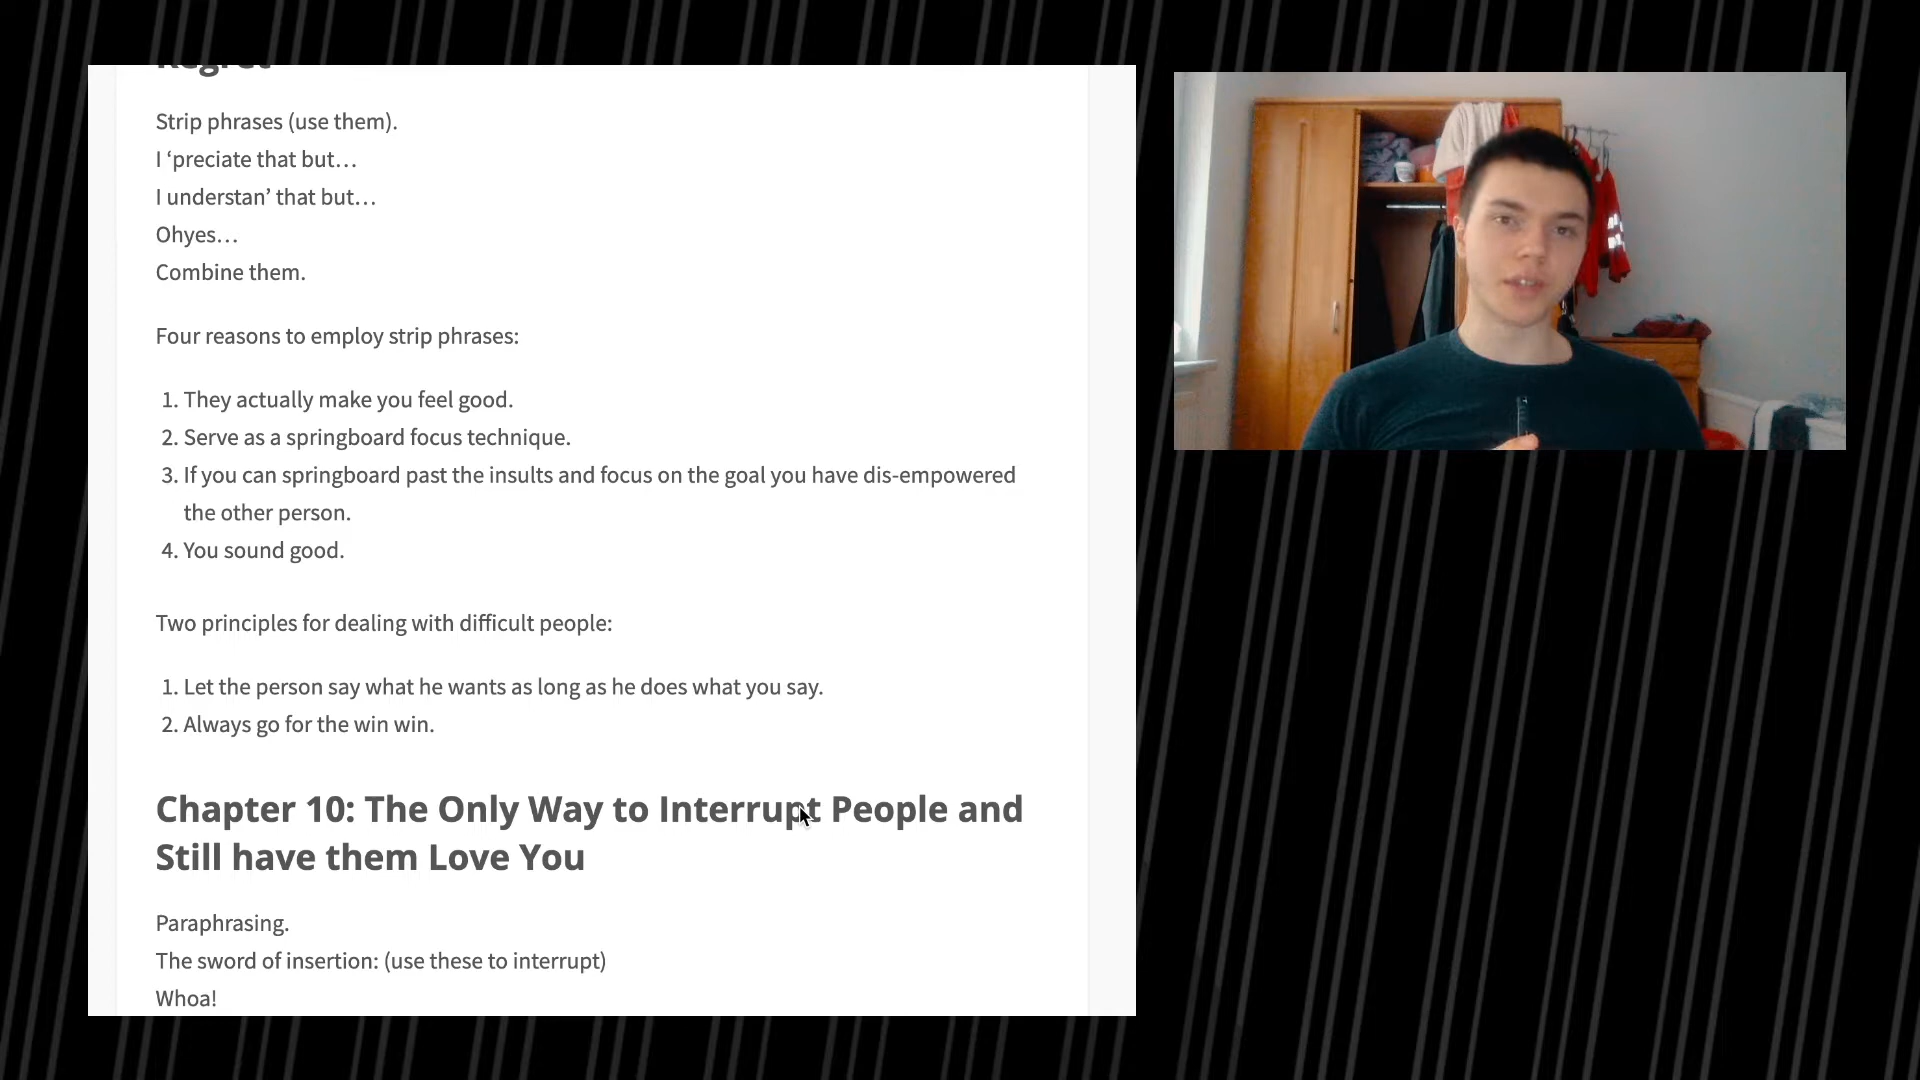 Regret
Strip phrases (use them).
I ‘preciate that but…
I understan’ that but…
Ohyes…
Combine them.
Four reasons to employ strip phrases:
1. They actually make you feel good.
2. Serve as a springboard focus technique.
3. If you can springboard past the insults and focus on the goal you have dis-empowered
the other person.
4. You sound good.
Two principles for dealing with difficult people:
1. Let the person say what he wants as long as he does what you say.
2. Always go for the win win.
Chapter 10: The Only Way to Interrupt People and
Still have them Love You
Paraphrasing.
The sword of insertion: (use these to interrupt)
Whoa!